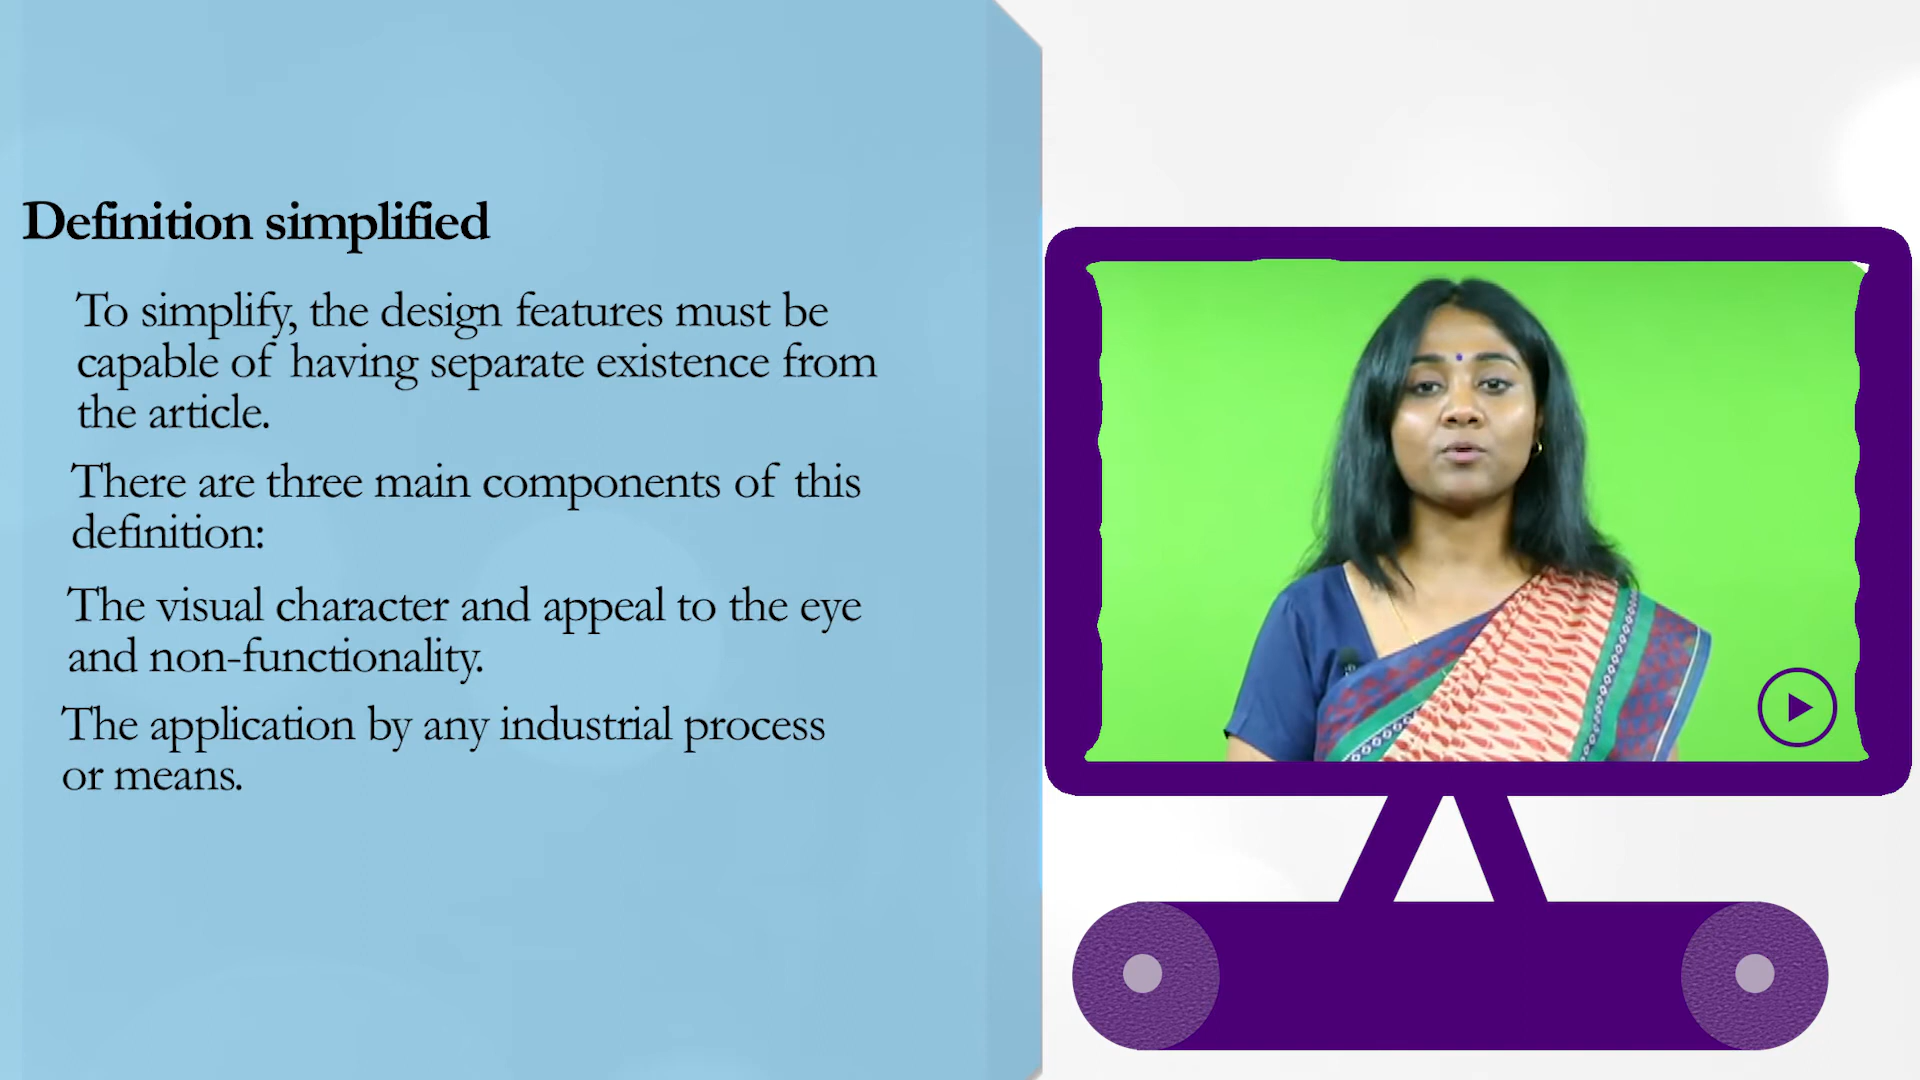 Definition simplified
To simplify, the design features must be
capable of having separate existence from
the article.
There are three main components of this
definition:
The visual character and appeal to the eye
and non-functionality.
The application by any industrial process
or means.